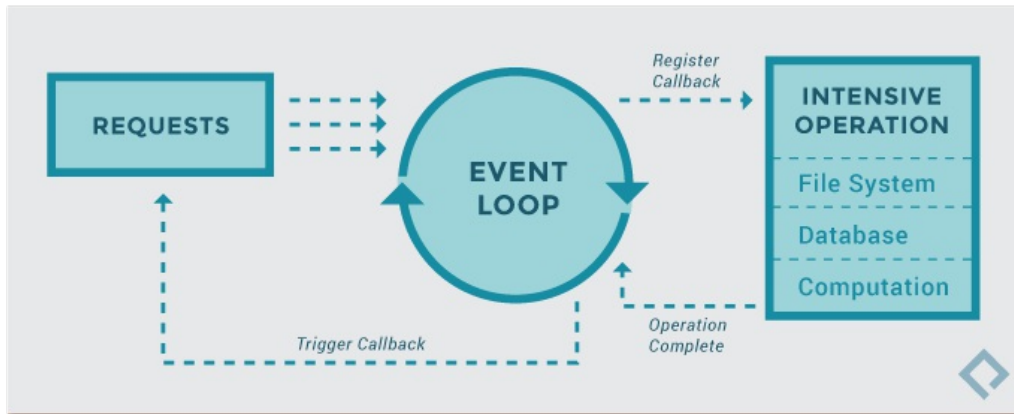 REQUESTS
EVENT
LOOP
Register
Callback
INTENSIVE
OPERATION
File System
Database
Computation
Operation
Complete
Trigger Callback